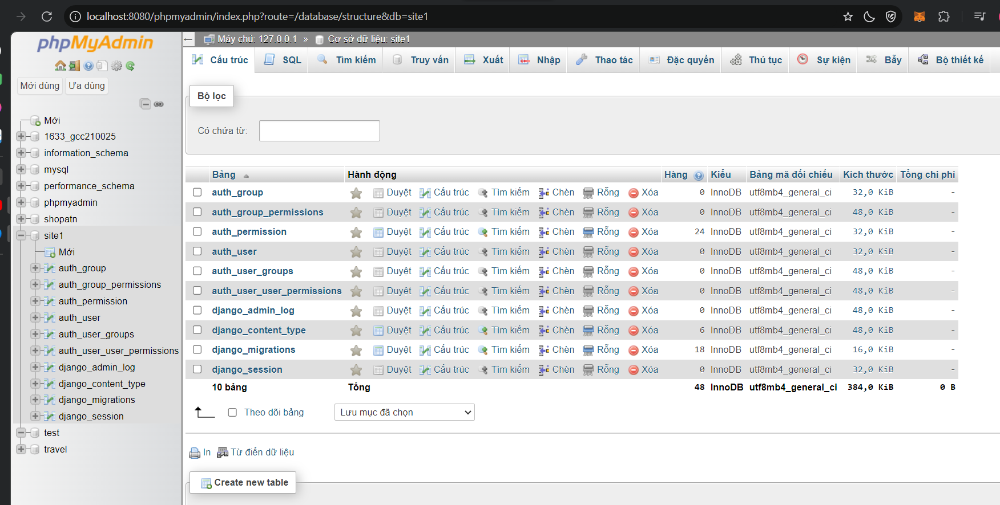 localhost:8080/phpmyadmin/index.php?route=/database/structure&db=site1
phpMyAdmin
Mới dùng Ưa dùng
Mới
1633_gcc210025
information_schema
mysql
performance_schema
phpmyadmin
shopatn
site1
Mới
auth_group
auth_group_permissions
auth_permission
auth_user
auth_user_groups
auth_user_user_permissions
django_admin_log
django_content_type
django_migrations
django_session
test
travel
Máy chủ: 127.0.0.1 » Cơ sở dữ liệu: site1
Cấu trúc SQL Tìm kiếm Truy vấn Xuất Nhập Thao tác Đặc quyền Thủ tục Sự kiện Bẫy Bộ thiết kế
Bộ lọc
Có chứa từ:
Bảng Hành động Hàng Kiểu Bảng mã đối chiếu Kích thước Tổng chi phí
auth_group Duyệt Cấu trúc Tìm kiếm Chèn Rỗng Xóa 0 InnoDB utf8mb4_general_ci 32,0 KiB -
auth_group_permissions Duyệt Cấu trúc Tìm kiếm Chèn Rỗng Xóa 0 InnoDB utf8mb4_general_ci 48,0 KiB -
auth_permission Duyệt Cấu trúc Tìm kiếm Chèn Rỗng Xóa 24 InnoDB utf8mb4_general_ci 32,0 KiB -
auth_user Duyệt Cấu trúc Tìm kiếm Chèn Rỗng Xóa 0 InnoDB utf8mb4_general_ci 32,0 KiB -
auth_user_groups Duyệt Cấu trúc Tìm kiếm Chèn Rỗng Xóa 0 InnoDB utf8mb4_general_ci 48,0 KiB -
auth_user_user_permissions Duyệt Cấu trúc Tìm kiếm Chèn Rỗng Xóa 0 InnoDB utf8mb4_general_ci 48,0 KiB -
django_admin_log Duyệt Cấu trúc Tìm kiếm Chèn Rỗng Xóa 0 InnoDB utf8mb4_general_ci 48,0 KiB -
django_content_type Duyệt Cấu trúc Tìm kiếm Chèn Rỗng Xóa 6 InnoDB utf8mb4_general_ci 48,0 KiB -
django_migrations Duyệt Cấu trúc Tìm kiếm Chèn Rỗng Xóa 18 InnoDB utf8mb4_general_ci 16,0 KiB -
django_session Duyệt Cấu trúc Tìm kiếm Chèn Rỗng Xóa 0 InnoDB utf8mb4_general_ci 32,0 KiB -
10 bảng Tổng 48 InnoDB utf8mb4_general_ci 384,0 KiB 0 B
Theo dõi bảng Lưu mục đã chọn
In Từ điển dữ liệu
Create new table